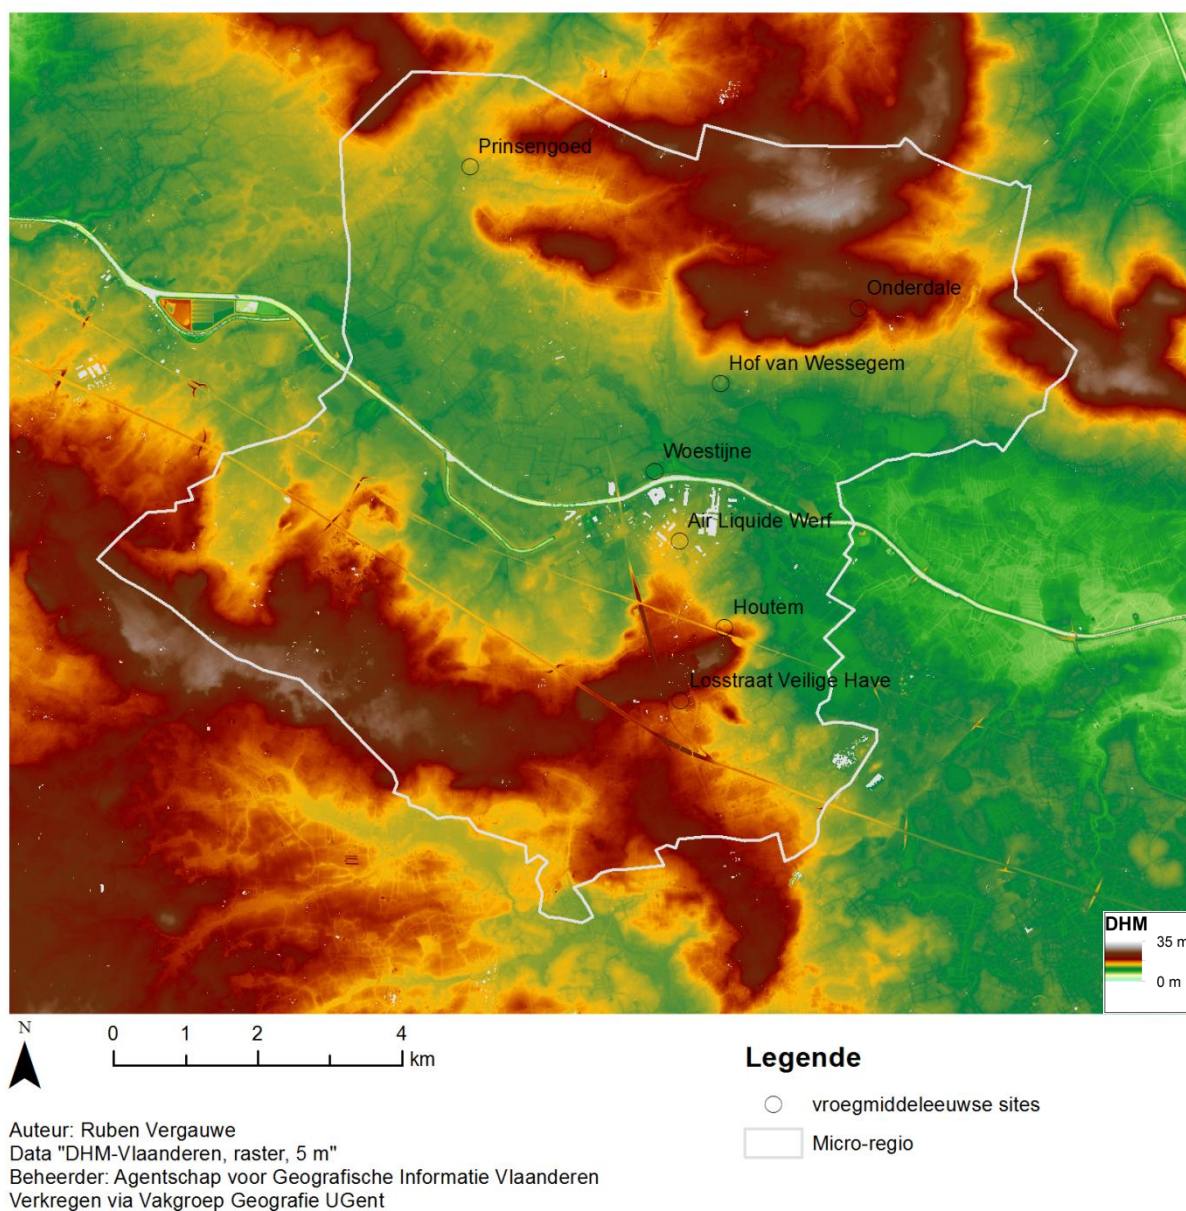 Prinsengoed
Onderdale
Hof van Wessegem
Woestijne
Air Liquide Werf
Houtem
Losstraat Veilige Have
DHM
35 m
0 m
N
0 1 2 4
km
Legende
vroegmiddeleeuwse sites
Micro-regio
Auteur: Ruben Vergauwe
Data "DHM-Vlaanderen, raster, 5 m"
Beheerder: Agentschap voor Geografische Informatie Vlaanderen
Verkregen via Vakgroep Geografie UGent